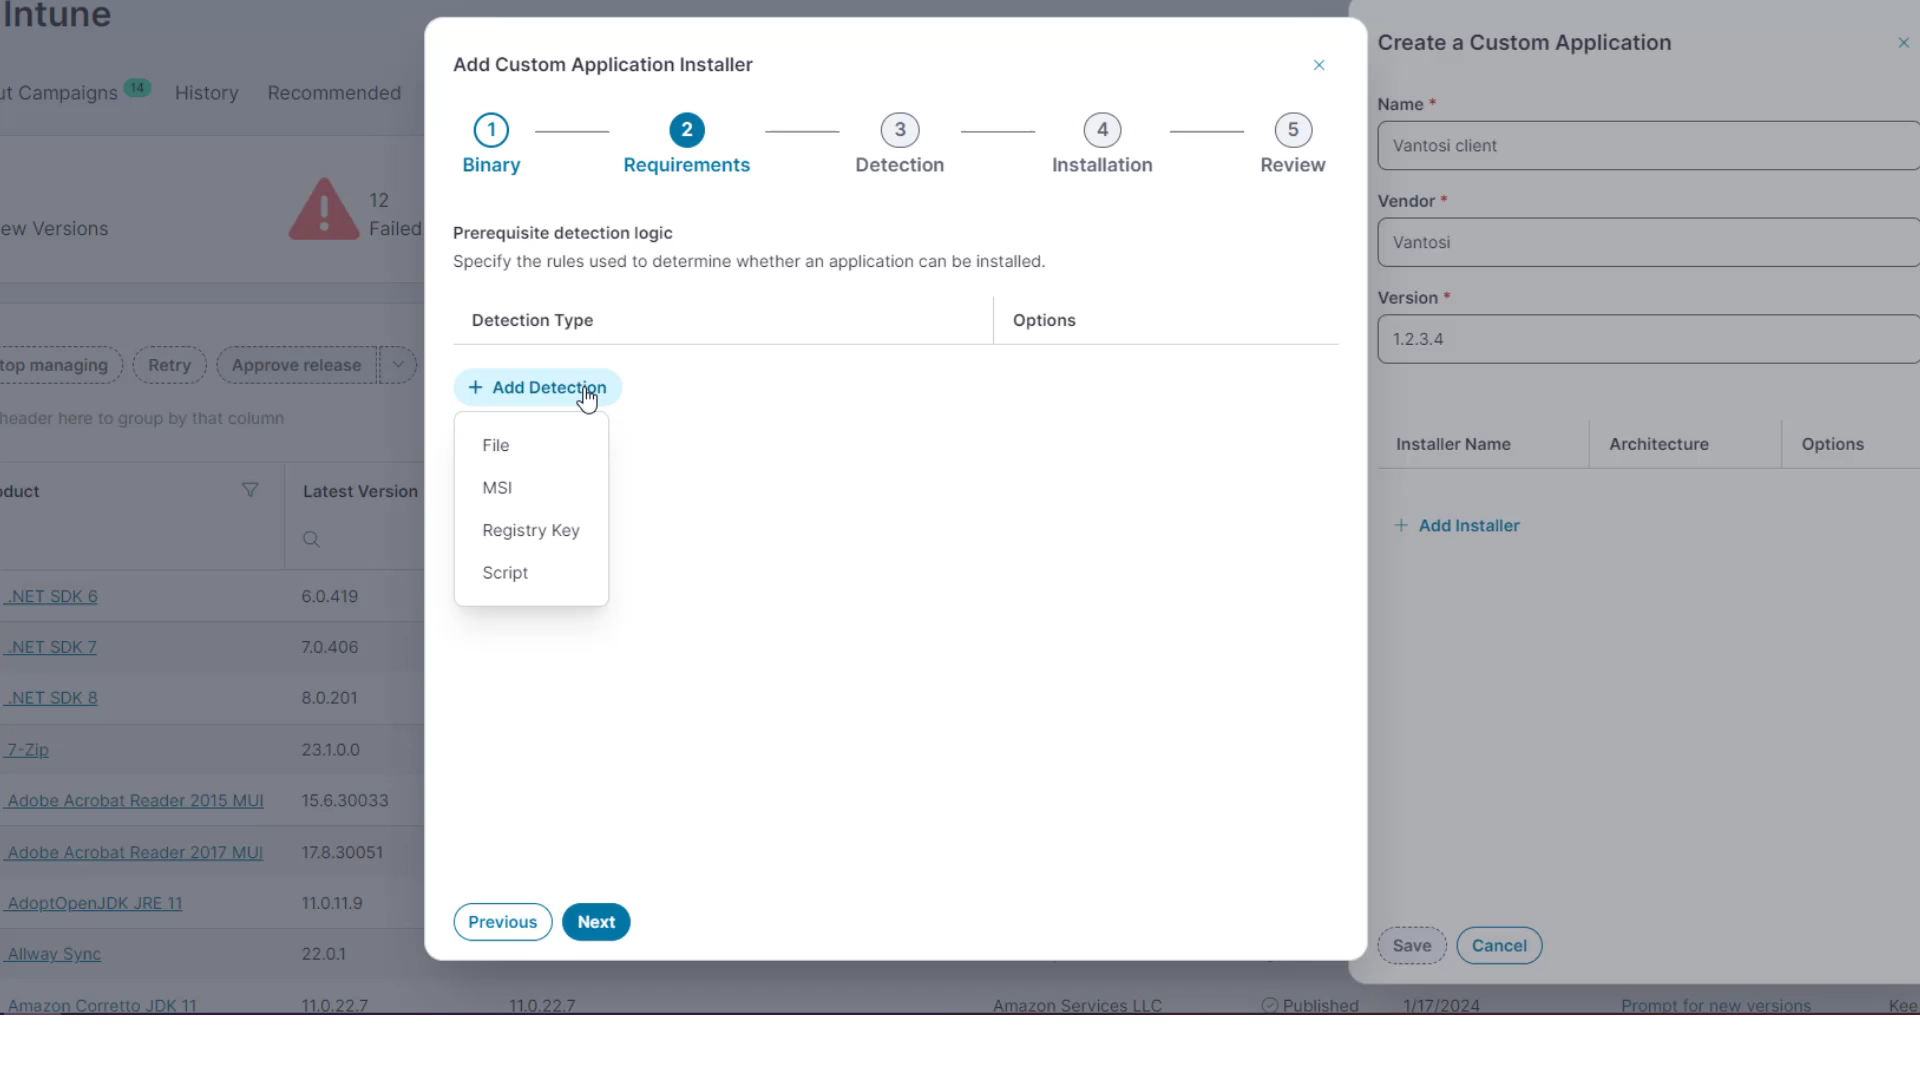 Intune
ut Campaigns 14 History Recommended
ew Versions
12
Failed
top managing Retry Approve release
header here to group by that column
oduct Latest Version
.NET SDK 6 6.0.419
.NET SDK 7 7.0.406
.NET SDK 8 8.0.201
7-Zip 23.1.0.0
Adobe Acrobat Reader 2015 MUI 15.6.30033
Adobe Acrobat Reader 2017 MUI 17.8.30051
AdoptOpenJDK JRE 11 11.0.11.9
Allway Sync 22.0.1
Amazon Corretto JDK 11 11.0.22.7 11.0.22.7 Amazon Services LLC Published 1/17/2024 Prompt for new versions Kee
Add Custom Application Installer
1 2 3 4 5
Binary Requirements Detection Installation Review
Prerequisite detection logic
Specify the rules used to determine whether an application can be installed.
Detection Type Options
+ Add Detection
File
MSI
Registry Key
Script
Previous Next
Create a Custom Application
Name *
Vantosi client
Vendor *
Vantosi
Version *
1.2.3.4
Installer Name Architecture Options
+ Add Installer
Save Cancel